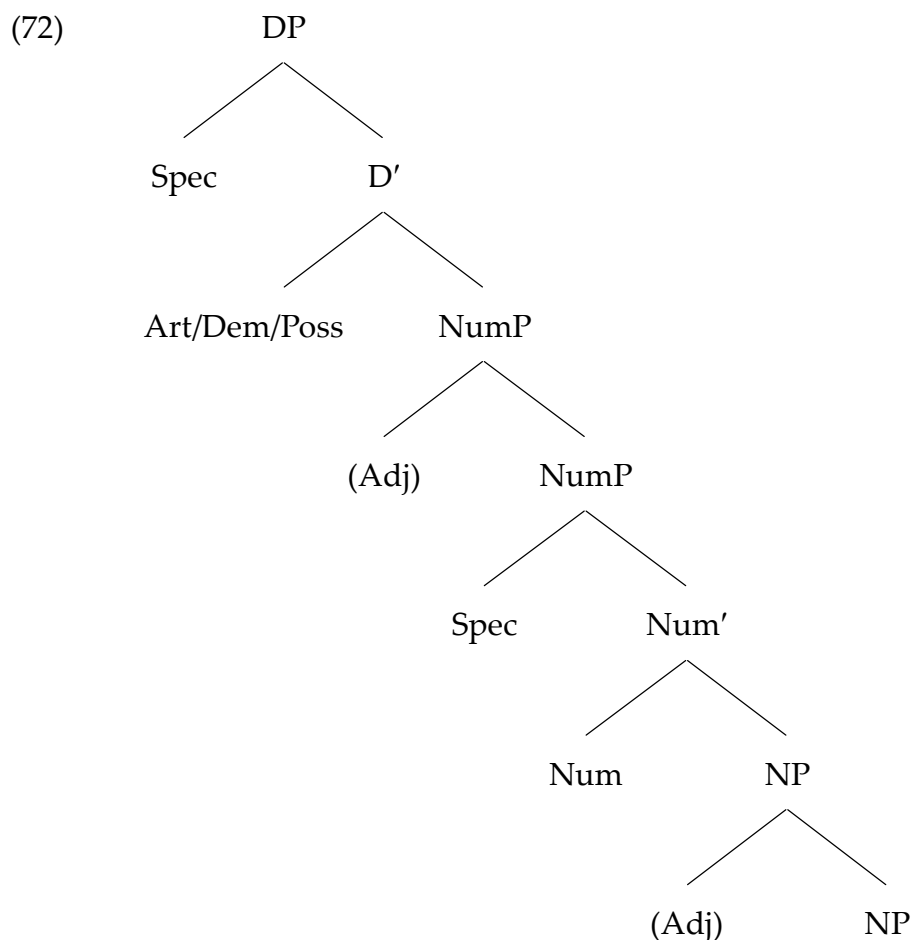 (72) DP
Spec D′
Art/Dem/Poss NumP
(Adj) NumP
Spec Num′
Num NP
(Adj) NP